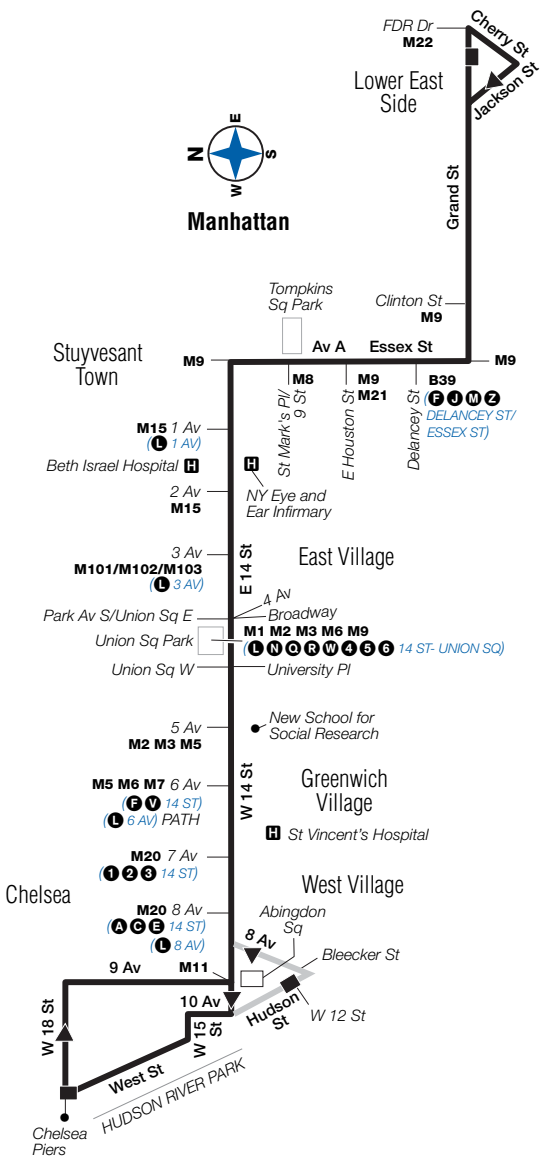 FDR Dr
M22
Cherry St
Jackson St
Lower East
Side
N
E
S
W
Manhattan
Grand St
Tompkins
Sq Park
Clinton St
M9
Av A
Essex St
M9
M9
Stuyvesant
Town
St Mark's Pl/
9 St
M8
E Houston St
M9
M21
Delancey St
B39
(F J M Z
DELANCEY ST/
ESSEX ST)
M15 1 Av
(L 1 AV)
Beth Israel Hospital H
H
NY Eye and
Ear Infirmary
2 Av
M15
3 Av
M101/M102/M103
(L 3 AV)
E 14 St
East Village
4 Av
Park Av S/Union Sq E
Broadway
Union Sq Park
M1 M2 M3 M6 M9
(L N Q R W 4 5 6 14 ST- UNION SQ)
Union Sq W
University Pl
5 Av
M2 M3 M5
New School for
Social Research
M5 M6 M7 6 Av
(F V 14 ST)
(L 6 AV) PATH
W 14 St
Greenwich
Village
H St Vincent's Hospital
M20 7 Av
(1 2 3 14 ST)
Chelsea
West Village
M20 8 Av
(A C E 14 ST)
(L 8 AV)
Abingdon
Sq
8 Av
Bleecker St
9 Av
M11
10 Av
Hudson
St
W 12 St
W 18 St
W 15
St
West St
HUDSON RIVER PARK
Chelsea
Piers